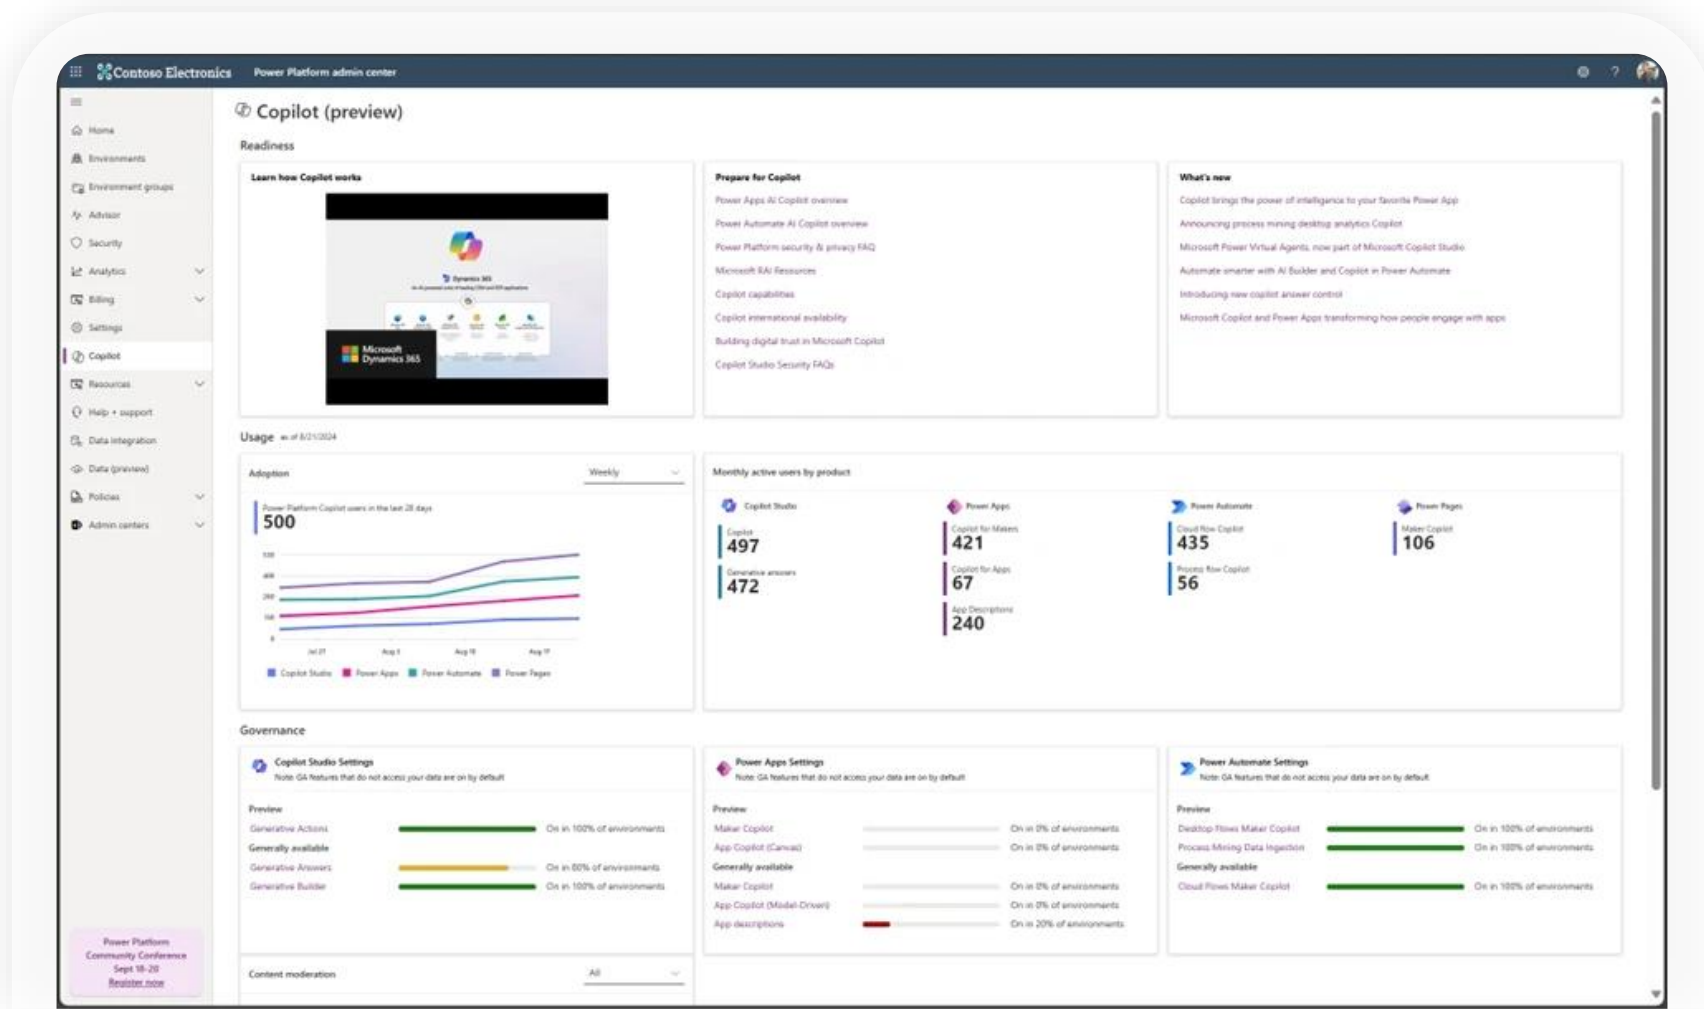 Contoso Electronics
Power Platform admin center
?
Home
Environments
Environment groups
Advisor
Security
Analytics
Billing
Settings
Copilot
Resources
Help + support
Data integration
Data (preview)
Policies
Admin centers
Power Platform
Community Conference
Sept 18-20
Register now
Copilot (preview)
Readiness
Learn how Copilot works
Dynamics 365
Microsoft
Dynamics 365
Prepare for Copilot
Power Apps AI Copilot overview
Power Automate AI Copilot overview
Power Platform security & privacy FAQ
Microsoft RAI Resources
Copilot capabilities
Copilot international availability
Building digital trust in Microsoft Copilot
Copilot Studio Security FAQs
What's new
Copilot brings the power of intelligence to your favorite Power App
Announcing process mining desktop analytics Copilot
Microsoft Power Virtual Agents, now part of Microsoft Copilot Studio
Automate smarter with AI Builder and Copilot in Power Automate
Introducing new copilot answer control
Microsoft Copilot and Power Apps transforming how people engage with apps
Usage as of 8/21/2024
Adoption
Weekly
Power Platform Copilot users in the last 28 days
500
0
Jul 27
Aug 3
Aug 10
Aug 17
Copilot Studio
Power Apps
Power Automate
Power Pages
Monthly active users by product
Copilot Studio
Copilot
497
Generative answers
472
Power Apps
Copilot for Makers
421
Copilot for Apps
67
App Descriptions
240
Power Automate
Cloud flow Copilot
435
Process flow Copilot
56
Power Pages
Maker Copilot
106
Governance
Copilot Studio Settings
Note: GA features that do not access your data are on by default
Preview
Generative Actions On in 100% of environments
Generally available
Generative Answers On in 80% of environments
Generative Builder On in 100% of environments
Power Apps Settings
Note: GA features that do not access your data are on by default
Preview
Maker Copilot On in 0% of environments
App Copilot (Canvas) On in 0% of environments
Generally available
Maker Copilot On in 0% of environments
App Copilot (Model-Driven) On in 0% of environments
App descriptions On in 20% of environments
Power Automate Settings
Note: GA features that do not access your data are on by default
Preview
Desktop Flows Maker Copilot On in 100% of environments
Process Mining Data Ingestion On in 100% of environments
Generally available
Cloud Flows Maker Copilot On in 100% of environments
Content moderation
All